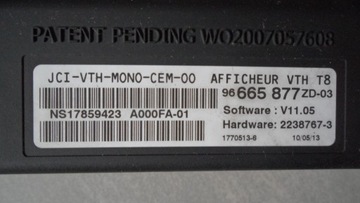 PATENT PENDING WO2007057608
JCI-VTH-MONO-CEM-00 AFFICHEUR VTH T8
96 665 877 ZD-03
Software : V11.05
NS17859423 A000FA-01
Hardware: 2238767-3
1770513-6 10/05/13